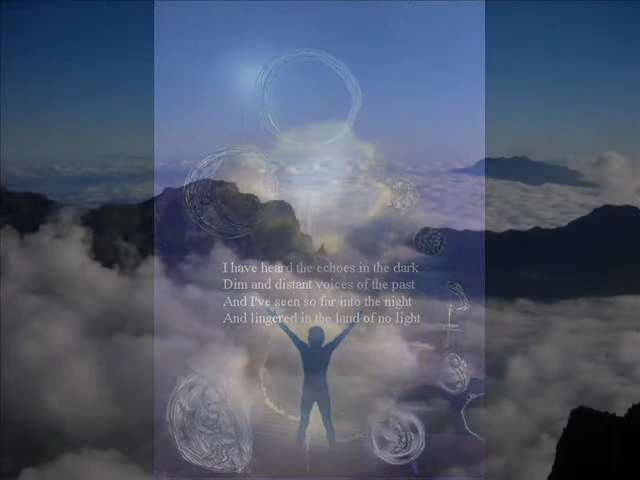 I have heard the echoes in the dark
Dim and distant voices of the past
And I've seen so far into the night
And lingered in the land of no light